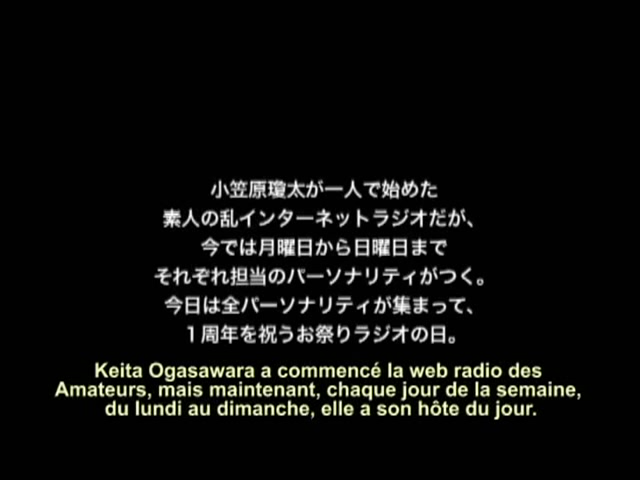 小笠原瓊太が一人で始めた
素人の乱インターネットラジオだが、
今では月曜日から日曜日まで
それぞれ担当のパーソナリティがつく。
今日は全パーソナリティが集まって、
１周年を祝うお祭りラジオの日。
Keita Ogasawara a commencé la web radio des
Amateurs, mais maintenant, chaque jour de la semaine,
du lundi au dimanche, elle a son hôte du jour.